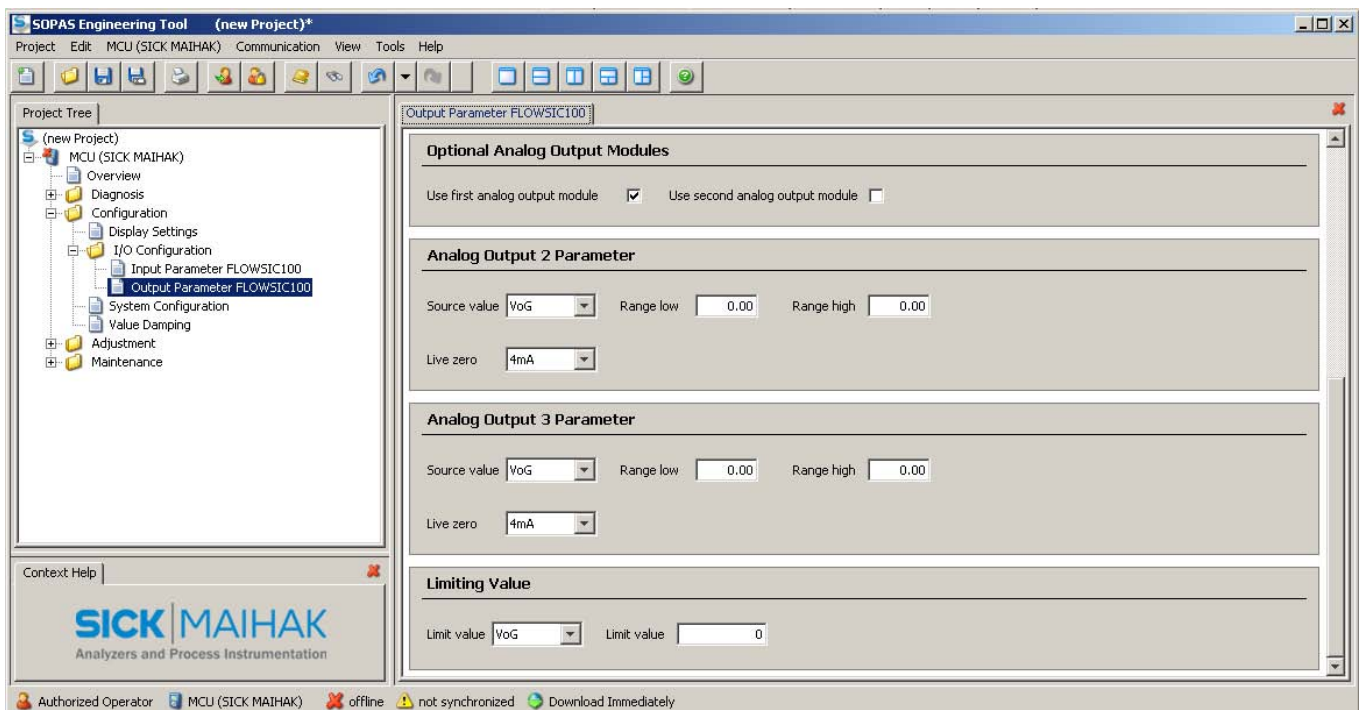 SOPAS Engineering Tool (new Project)*
Project Edit MCU (SICK MAIHAK) Communication View Tools Help
Project Tree
(new Project)
MCU (SICK MAIHAK)
Overview
Diagnosis
Configuration
Display Settings
I/O Configuration
Input Parameter FLOWSIC100
Output Parameter FLOWSIC100
System Configuration
Value Damping
Adjustment
Maintenance
Context Help
SICK MAIHAK
Analyzers and Process Instrumentation
Output Parameter FLOWSIC100
Optional Analog Output Modules
Use first analog output module Use second analog output module
Analog Output 2 Parameter
Source value VoG Range low 0.00 Range high 0.00
Live zero 4mA
Analog Output 3 Parameter
Source value VoG Range low 0.00 Range high 0.00
Live zero 4mA
Limiting Value
Limit value VoG Limit value 0
Authorized Operator MCU (SICK MAIHAK) offline not synchronized Download Immediately